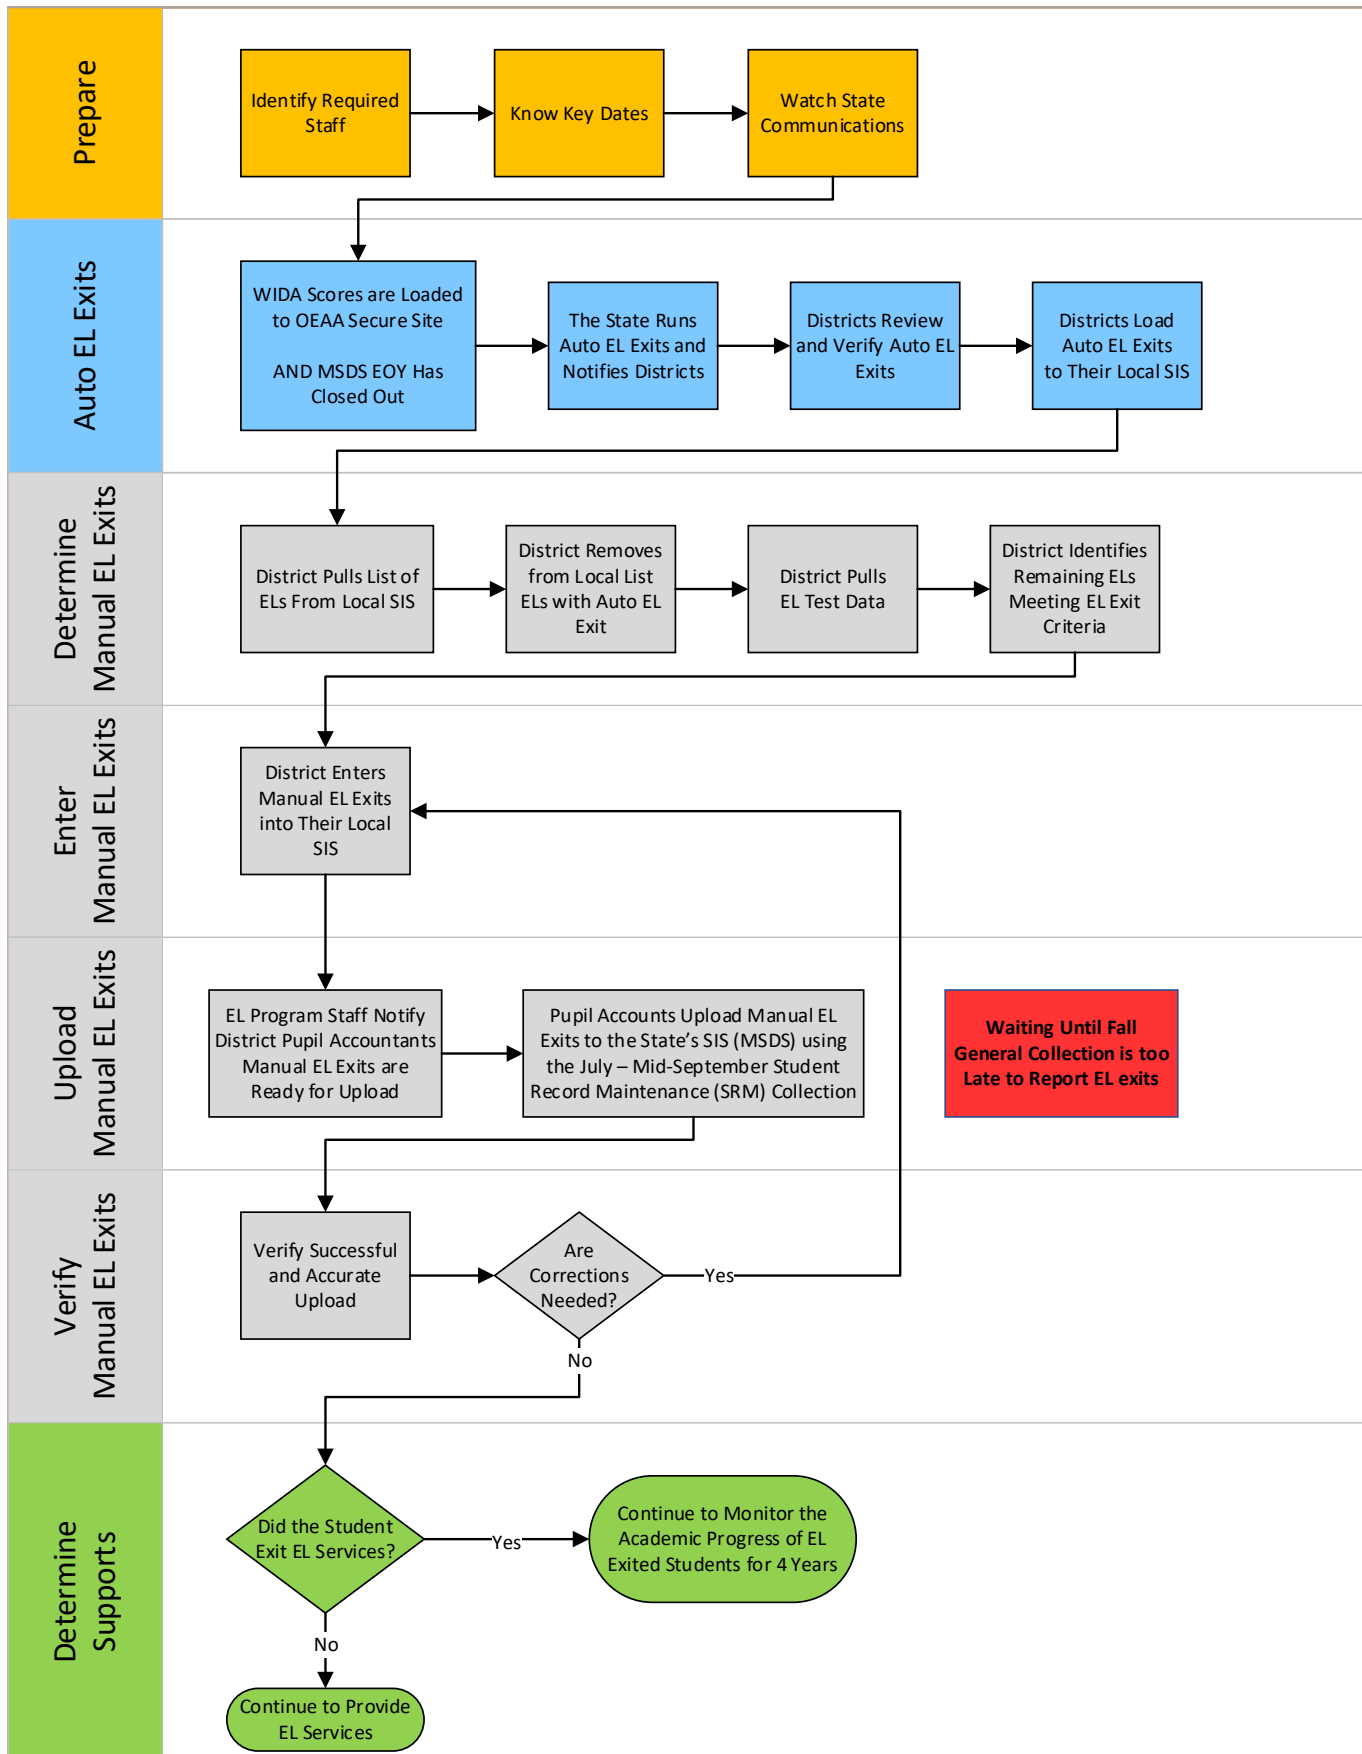 Prepare
Identify Required
Staff
Know Key Dates
Watch State
Communications
Auto EL Exits
WIDA Scores are Loaded
to OEAA Secure Site
AND MSDS EOY Has
Closed Out
The State Runs
Auto EL Exits and
Notifies Districts
Districts Review
and Verify Auto EL
Exits
Districts Load
Auto EL Exits
to Their Local SIS
Determine
Manual EL Exits
District Pulls List of
ELs From Local SIS
District Removes
from Local List
ELs with Auto EL
Exit
District Pulls
EL Test Data
District Identifies
Remaining ELs
Meeting EL Exit
Criteria
Enter
Manual EL Exits
District Enters
Manual EL Exits
into Their Local
SIS
Upload
Manual EL Exits
EL Program Staff Notify
District Pupil Accountants
Manual EL Exits are
Ready for Upload
Pupil Accounts Upload Manual EL
Exits to the State’s SIS (MSDS) using
the July – Mid-September Student
Record Maintenance (SRM) Collection
Waiting Until Fall
General Collection is too
Late to Report EL exits
Verify
Manual EL Exits
Verify Successful
and Accurate
Upload
Are
Corrections
Needed?
Yes
No
Determine
Supports
Did the Student
Exit EL Services?
Yes
Continue to Monitor the
Academic Progress of EL
Exited Students for 4 Years
No
Continue to Provide
EL Services